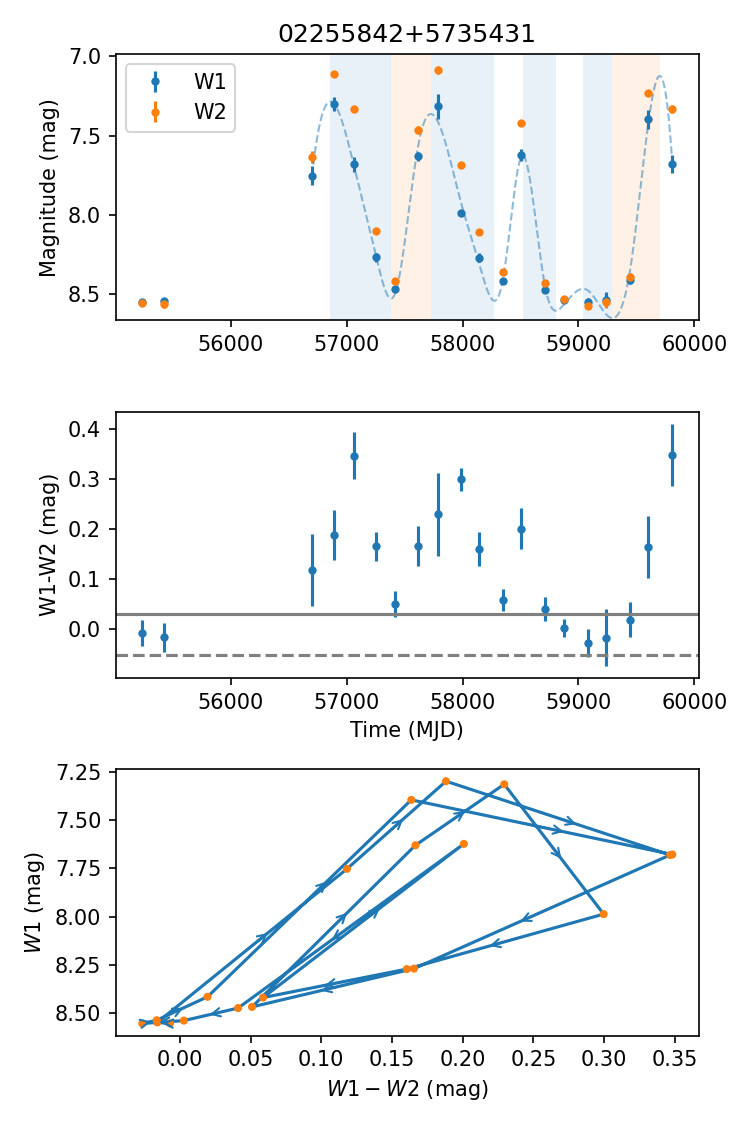 02255842+5735431
7.0
7.5
8.0
8.5
Magnitude (mag)
W1
W2
56000 57000 58000 59000 60000
0.4
0.3
0.2
0.1
0.0
W1-W2 (mag)
56000 57000 58000 59000 60000
Time (MJD)
7.25
7.50
7.75
8.00
8.25
8.50
W1 (mag)
0.00 0.05 0.10 0.15 0.20 0.25 0.30 0.35
W1 − W2 (mag)